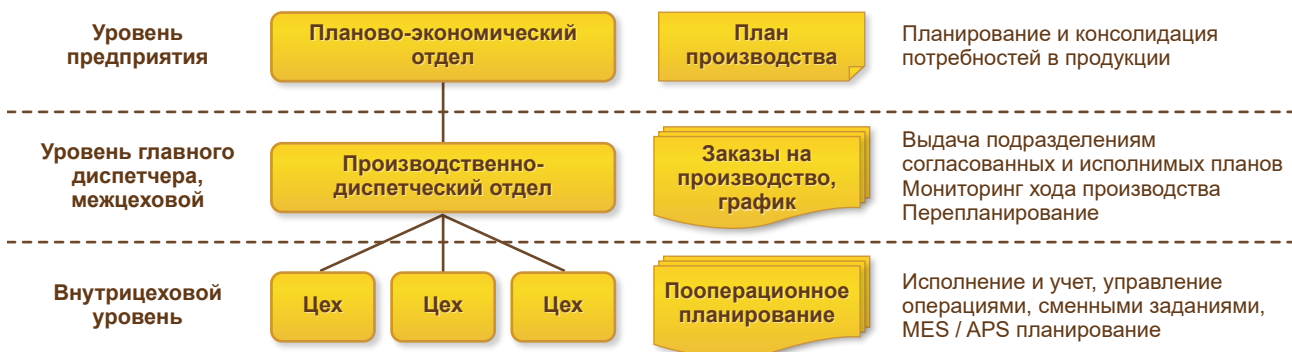 Уровень
предприятия
Планово-экономический
отдел
План
производства
Планирование и консолидация
потребностей в продукции
Уровень главного
диспетчера,
межцеховой
Производственно-
диспетческий отдел
Заказы на
производство,
график
Выдача подразделениям
согласованных и исполнимых планов
Мониторинг хода производства
Перепланирование
Внутрицеховой
уровень
Цех
Цех
Цех
Пооперационное
планирование
Исполнение и учет, управление
операциями, сменными заданиями,
MES / APS планирование